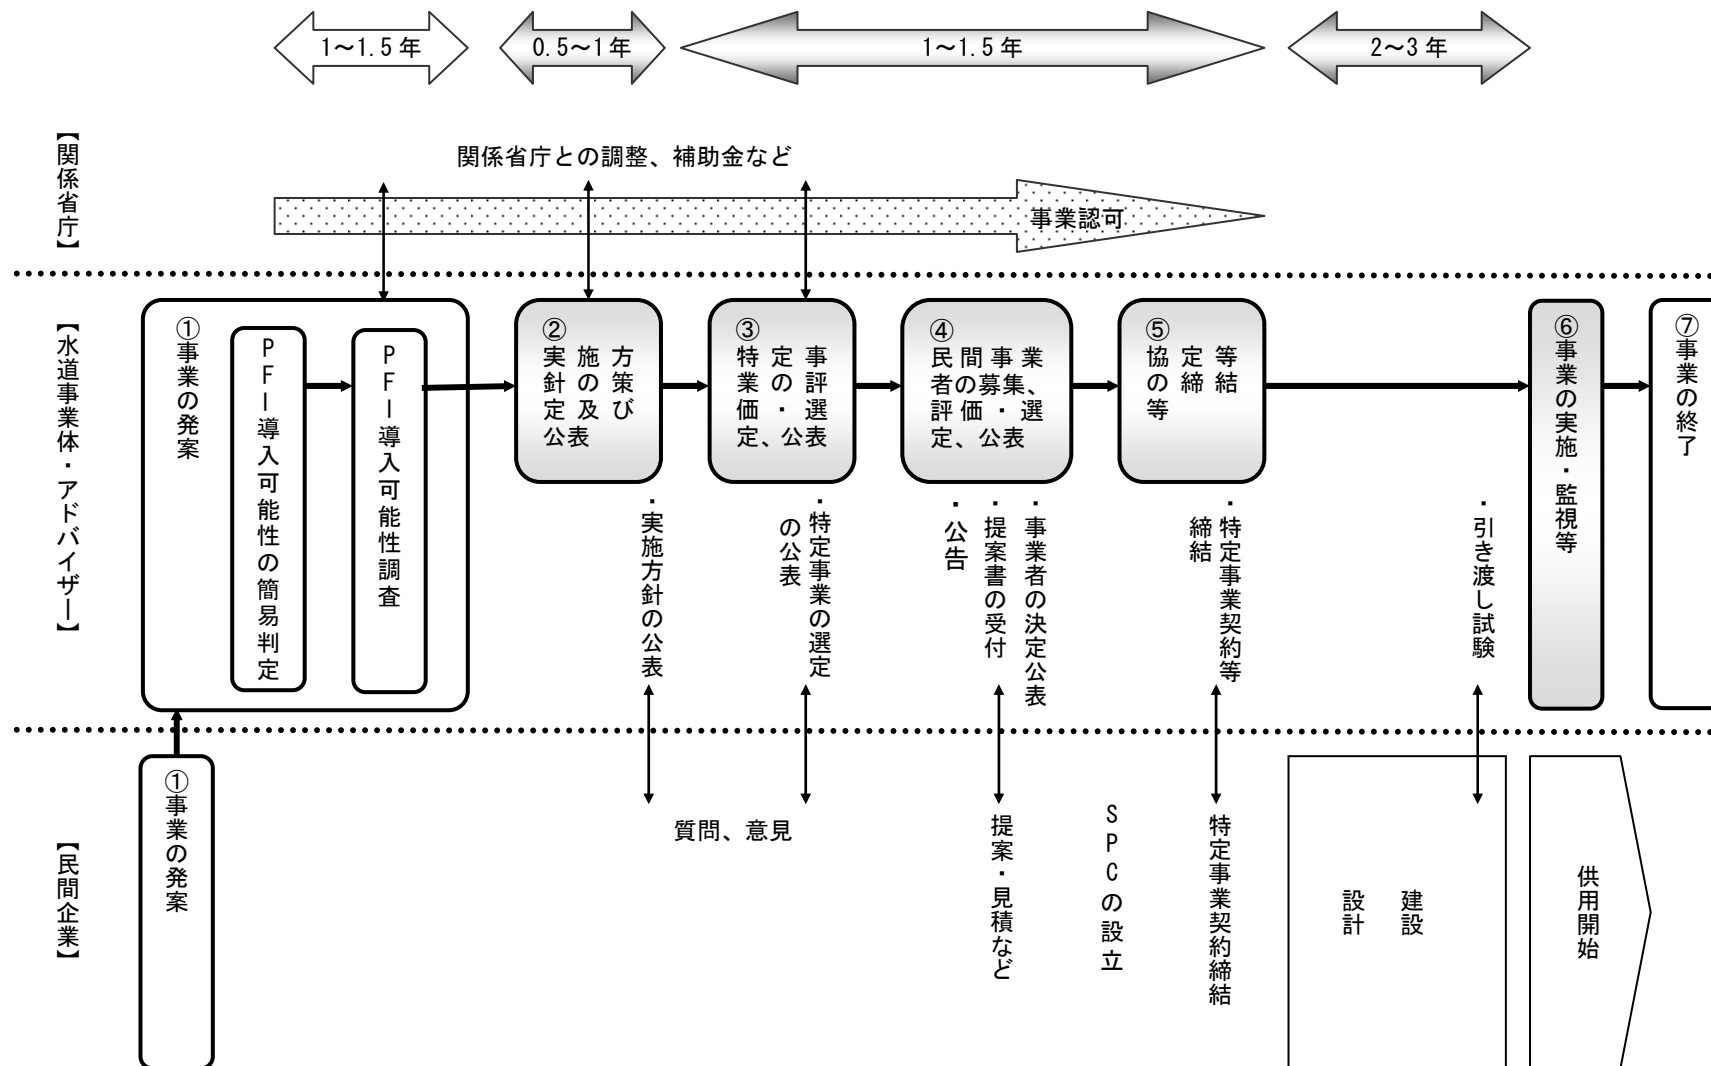 1～1.5 年
0.5～1 年
1～1.5 年
2～3 年
【関係省庁】
関係省庁との調整、補助金など
事業認可
【水道事業体・アドバイザー】
①事業の発案
PFI導入可能性の簡易判定
PFI導入可能性調査
②
実施方
針の策
定及び
公表
③
特定事
業の評
価・選
定、公表
④
民間事業
者の募集、
評価・選
定、公表
⑤
協定等
の締結
等
⑥事業の実施・監視等
⑦事業の終了
・実施方針の公表
・特定事業の選定
の公表
・公告
・提案書の受付
・事業者の決定公表
・特定事業契約等
締結
・引き渡し試験
【民間企業】
①事業の発案
質問、意見
提案・見積など
SPCの設立
特定事業契約締結
設計
建設
供用開始